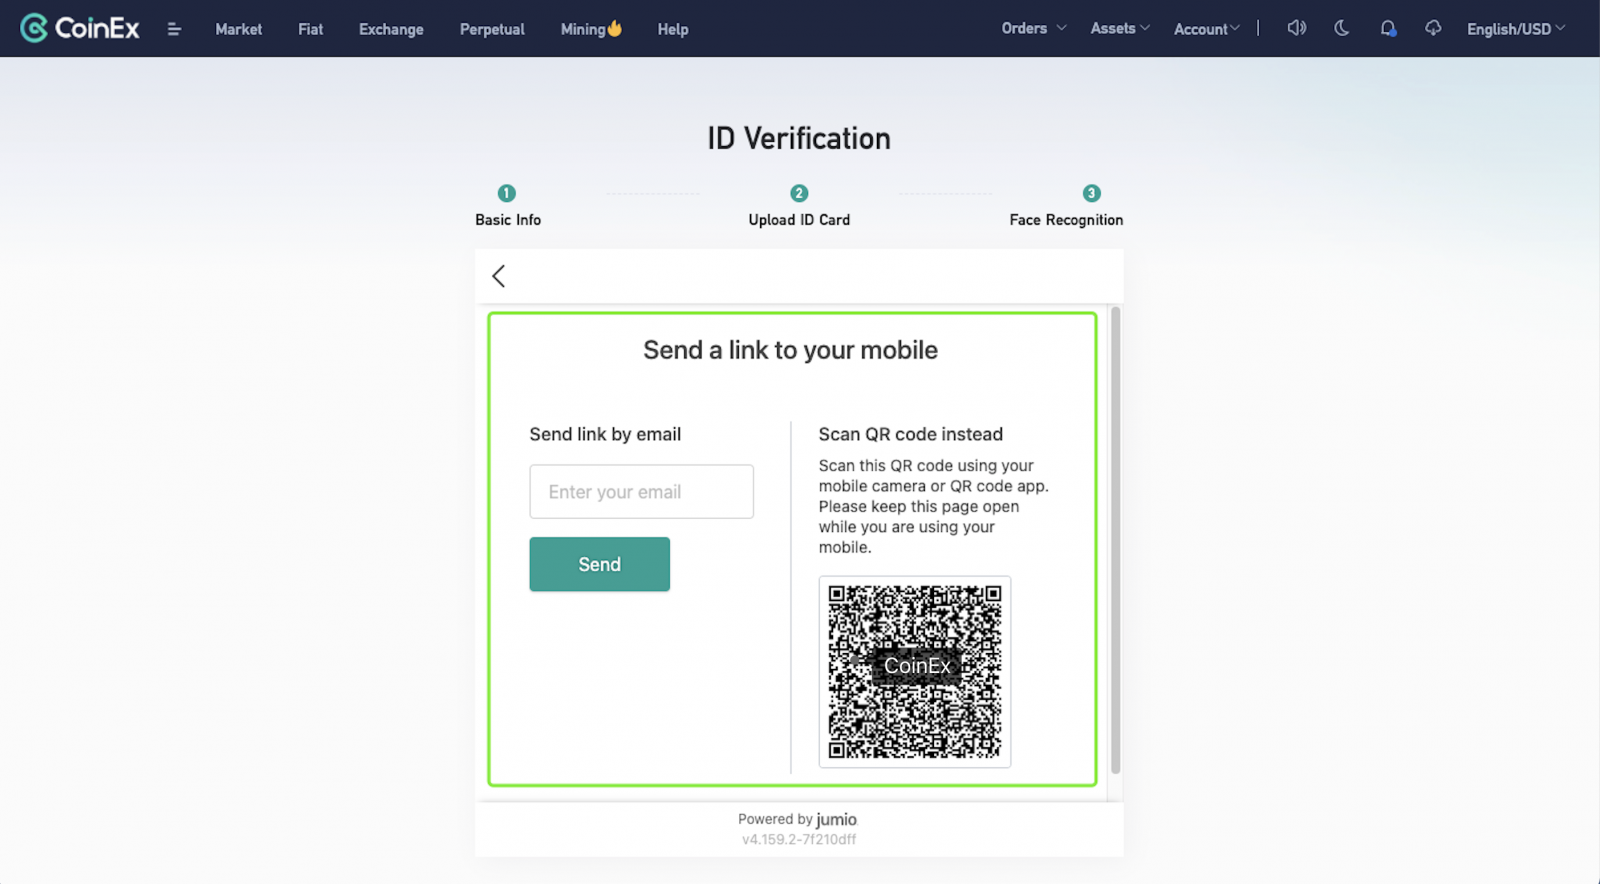 CoinEx
Market
Fiat
Exchange
Perpetual
Mining
Help
Orders
Assets
Account
English/USD
ID Verification
1
2
3
Basic Info
Upload ID Card
Face Recognition
Send a link to your mobile
Send link by email
Enter your email
Send
Scan QR code instead
Scan this QR code using your
mobile camera or QR code app.
Please keep this page open
while you are using your
mobile.
CoinEx
Powered by jumio
v4.159.2-7f210dff